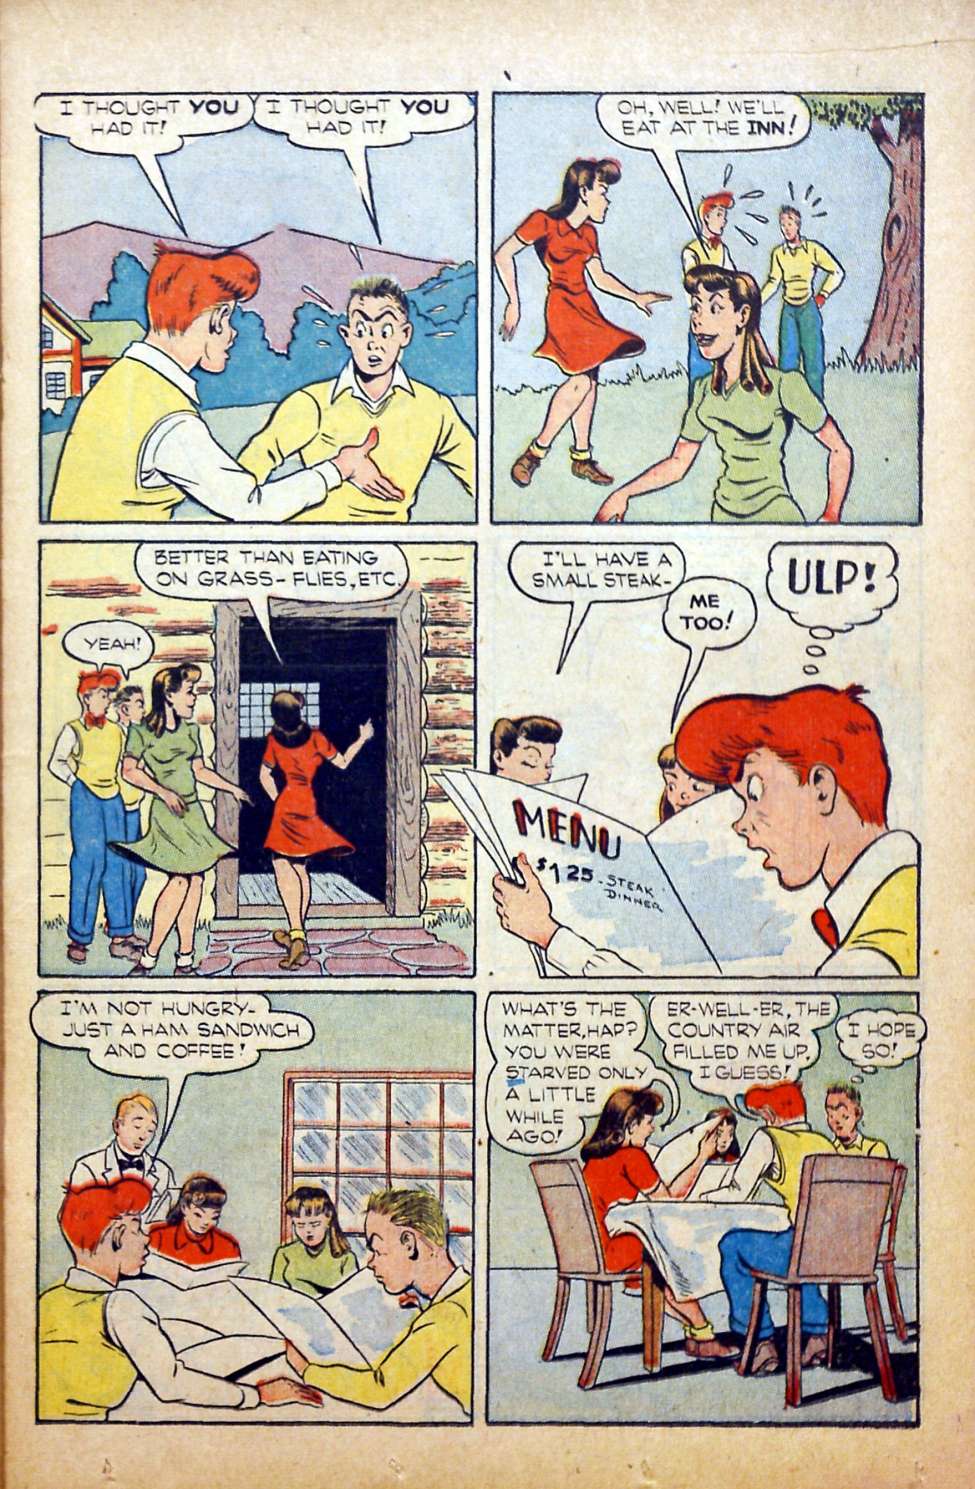 I THOUGHT YOU
HAD IT!
I THOUGHT YOU
HAD IT!
OH, WELL! WE'LL
EAT AT THE INN!
BETTER THAN EATING
ON GRASS-FLIES, ETC.
YEAH!
I'LL HAVE A
SMALL STEAK-
ME
TOO!
ULP!
MENU
$1.25 - STEAK
DINNER
I'M NOT HUNGRY-
JUST A HAM SANDWICH
AND COFFEE!
WHAT'S THE
MATTER, HAP?
YOU WERE
STARVED ONLY
A LITTLE
WHILE
AGO!
ER-WELL-ER, THE
COUNTRY AIR
FILLED ME UP,
I GUESS!
I HOPE
SO!